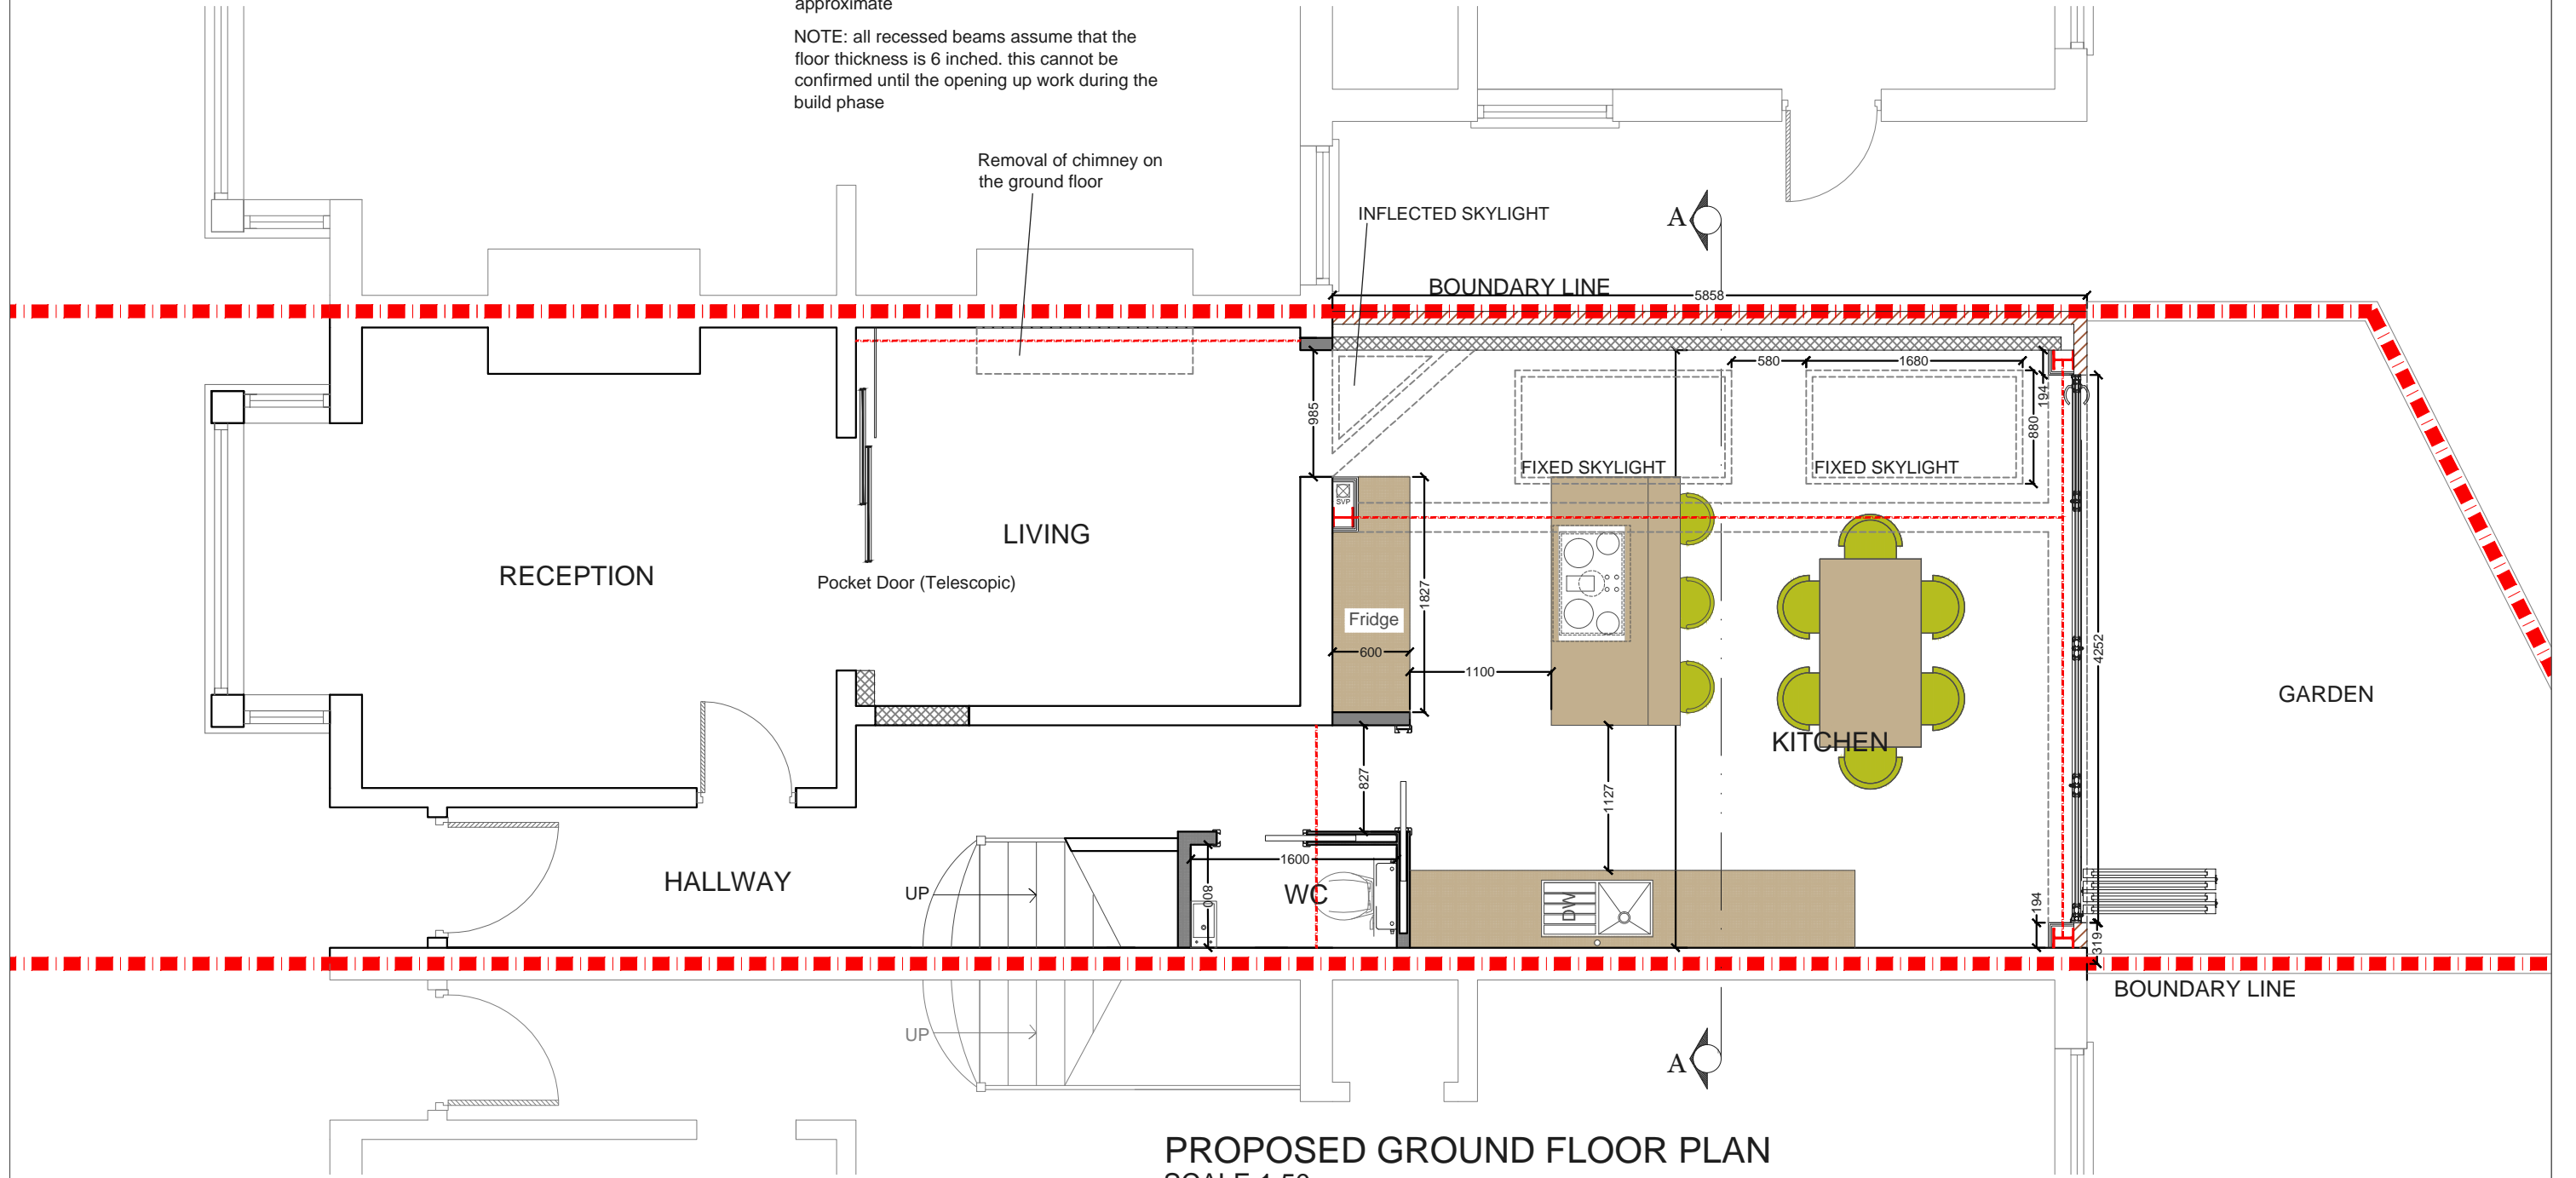 approximate
NOTE: all recessed beams assume that the
floor thickness is 6 inched. this cannot be
confirmed until the opening up work during the
build phase
Removal of chimney on
the ground floor
INFLECTED SKYLIGHT
A
BOUNDARY LINE
5858
580
1680
194
880
985
FIXED SKYLIGHT
FIXED SKYLIGHT
SVP
LIVING
RECEPTION
Pocket Door (Telescopic)
1827
Fridge
600
1100
4252
GARDEN
KITCHEN
827
1127
1600
HALLWAY
UP
800
WC
DW
194
319
BOUNDARY LINE
UP
A
PROPOSED GROUND FLOOR PLAN